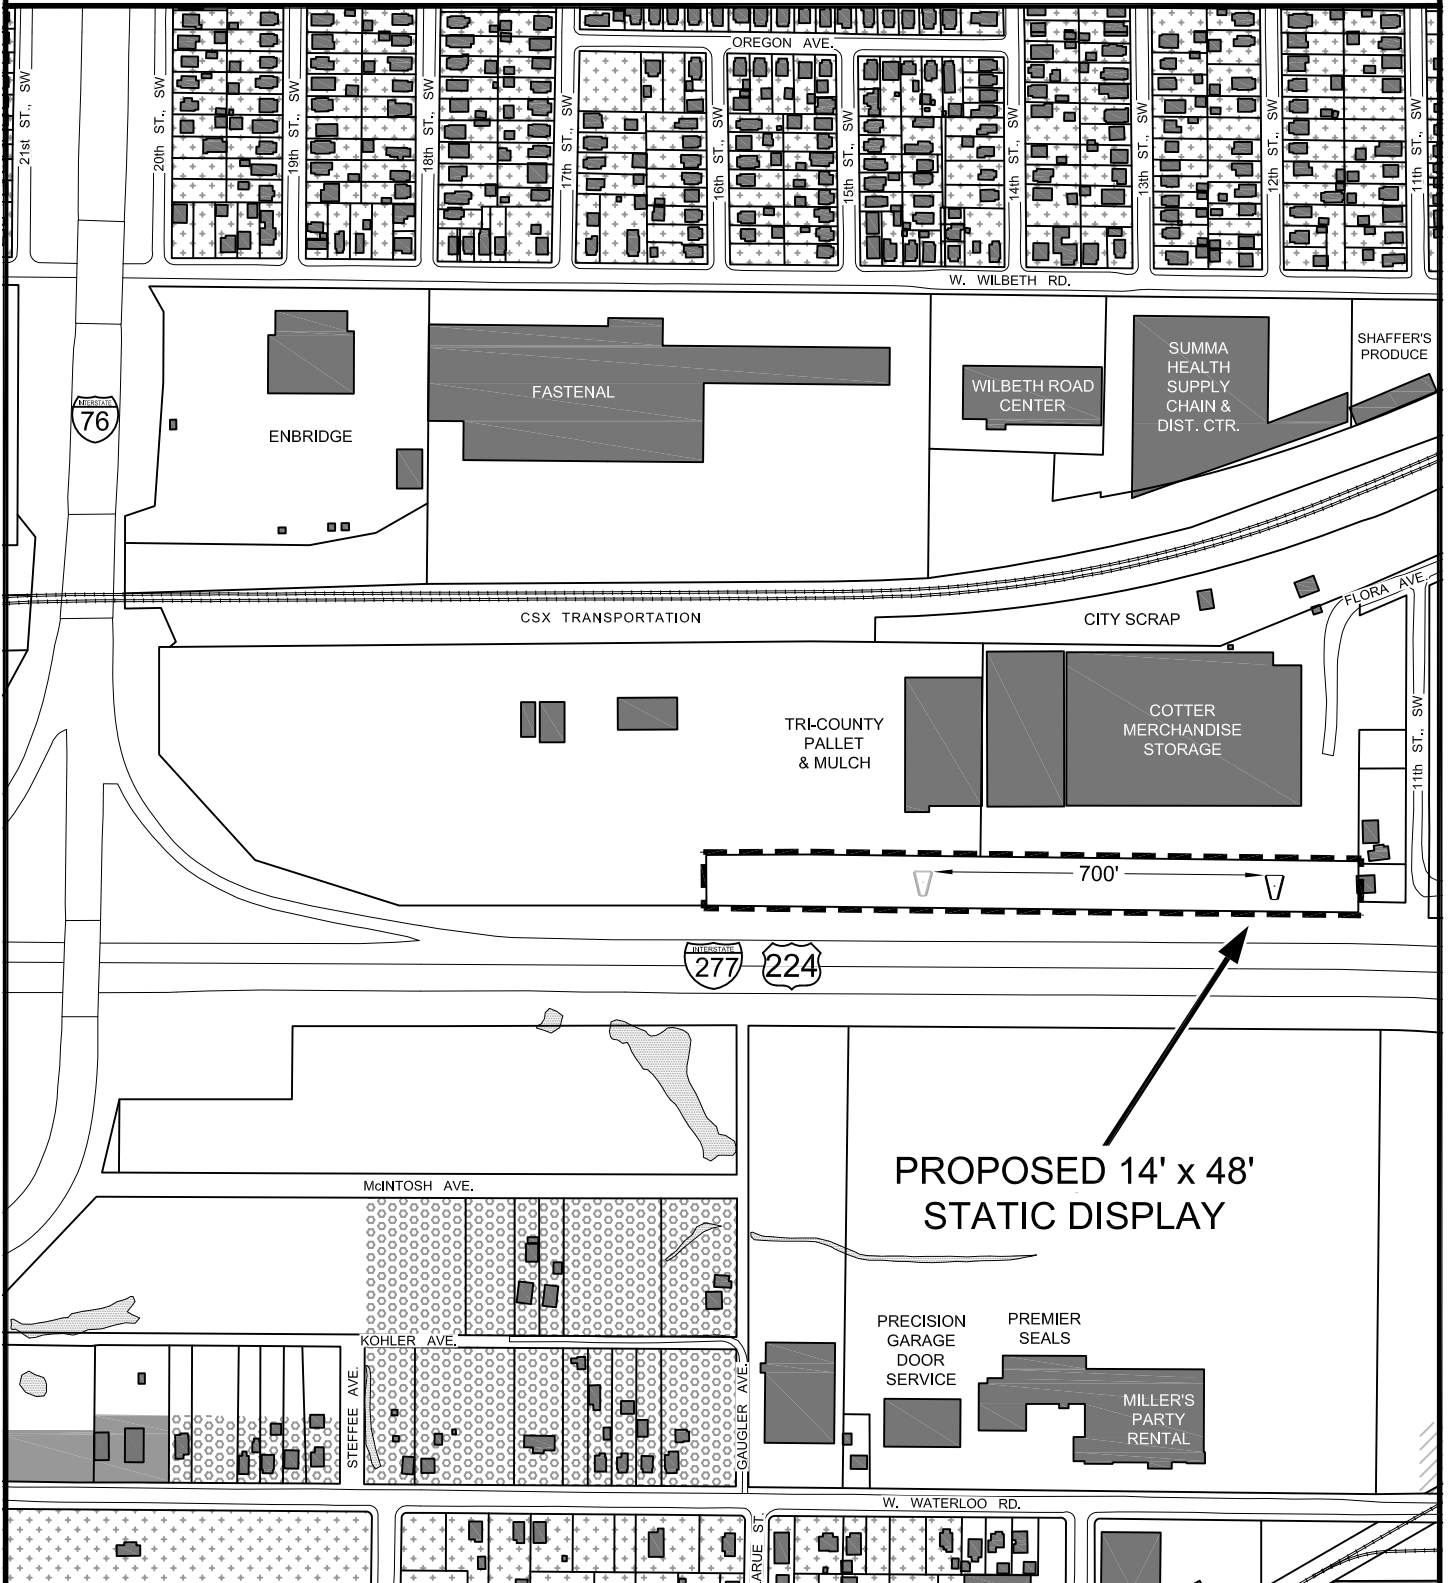 OREGON AVE.
21st ST., SW
20th ST., SW
19th ST., SW
18th ST., SW
17th ST., SW
16th ST., SW
15th ST., SW
14th ST., SW
13th ST., SW
12th ST., SW
11th ST., SW
W. WILBETH RD.
INTERSTATE
76
ENBRIDGE
FASTENAL
WILBETH ROAD
CENTER
SUMMA
HEALTH
SUPPLY
CHAIN &
DIST. CTR.
SHAFFER'S
PRODUCE
CSX TRANSPORTATION
CITY SCRAP
FLORA AVE.
11th ST., SW
TRI-COUNTY
PALLET
& MULCH
COTTER
MERCHANDISE
STORAGE
700'
INTERSTATE
277
224
PROPOSED 14' x 48'
STATIC DISPLAY
McINTOSH AVE.
KOHLER AVE.
STEFFEE AVE.
GAUGLER AVE.
PRECISION
GARAGE
DOOR
SERVICE
PREMIER
SEALS
MILLER'S
PARTY
RENTAL
W. WATERLOO RD.
ARUE ST.